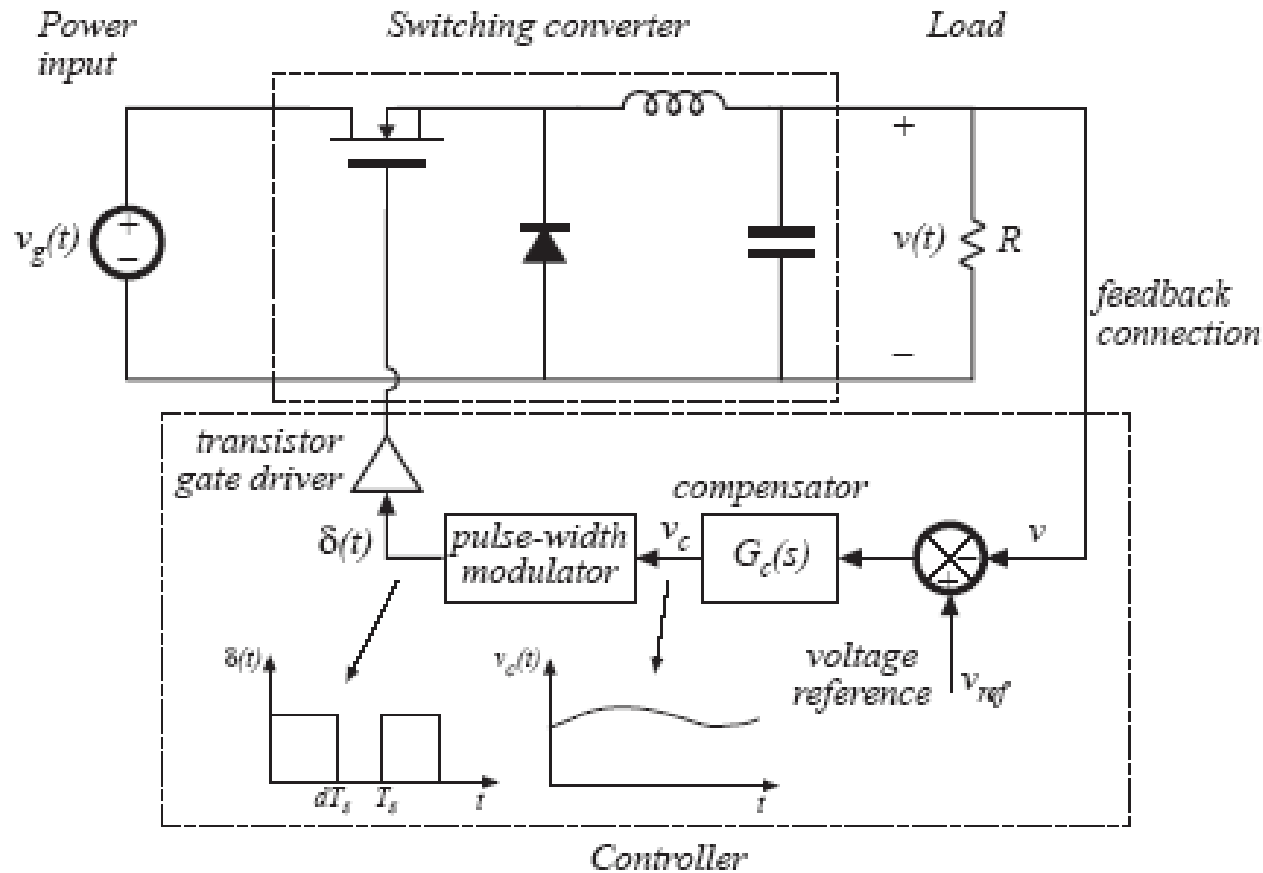 Power
input
Switching converter
Load
+
+
−
v_g(t)
v(t)
R
−
feedback
connection
transistor
gate driver
compensator
δ(t)
pulse-width
modulator
v_c
G_c(s)
−
v
+
voltage
reference
v_ref
δ(t)
v_c(t)
dT_s
T_s
t
t
Controller